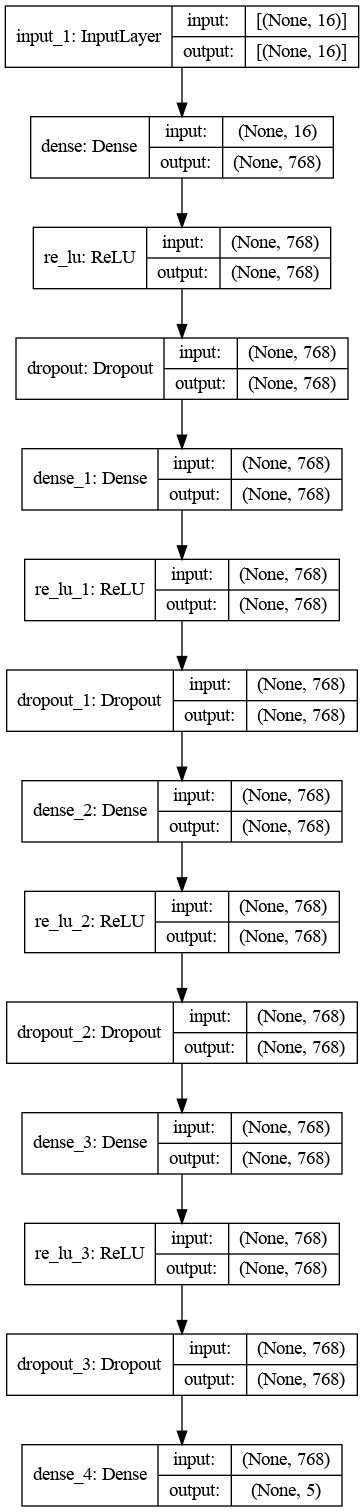 input_1: InputLayer
input: [(None, 16)]
output: [(None, 16)]
dense: Dense
input: (None, 16)
output: (None, 768)
re_lu: ReLU
input: (None, 768)
output: (None, 768)
dropout: Dropout
input: (None, 768)
output: (None, 768)
dense_1: Dense
input: (None, 768)
output: (None, 768)
re_lu_1: ReLU
input: (None, 768)
output: (None, 768)
dropout_1: Dropout
input: (None, 768)
output: (None, 768)
dense_2: Dense
input: (None, 768)
output: (None, 768)
re_lu_2: ReLU
input: (None, 768)
output: (None, 768)
dropout_2: Dropout
input: (None, 768)
output: (None, 768)
dense_3: Dense
input: (None, 768)
output: (None, 768)
re_lu_3: ReLU
input: (None, 768)
output: (None, 768)
dropout_3: Dropout
input: (None, 768)
output: (None, 768)
dense_4: Dense
input: (None, 768)
output: (None, 5)